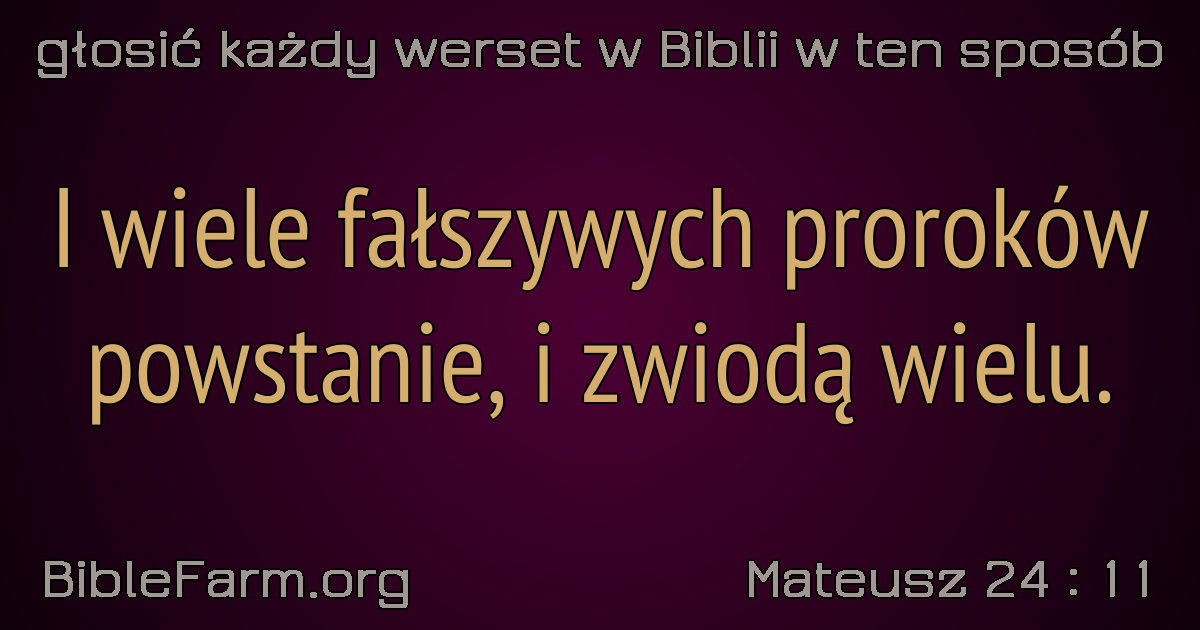 głosić każdy werset w Biblii w ten sposób
I wiele fałszywych proroków
powstanie, i zwiodą wielu.
BibleFarm.org
Mateusz 24 : 11